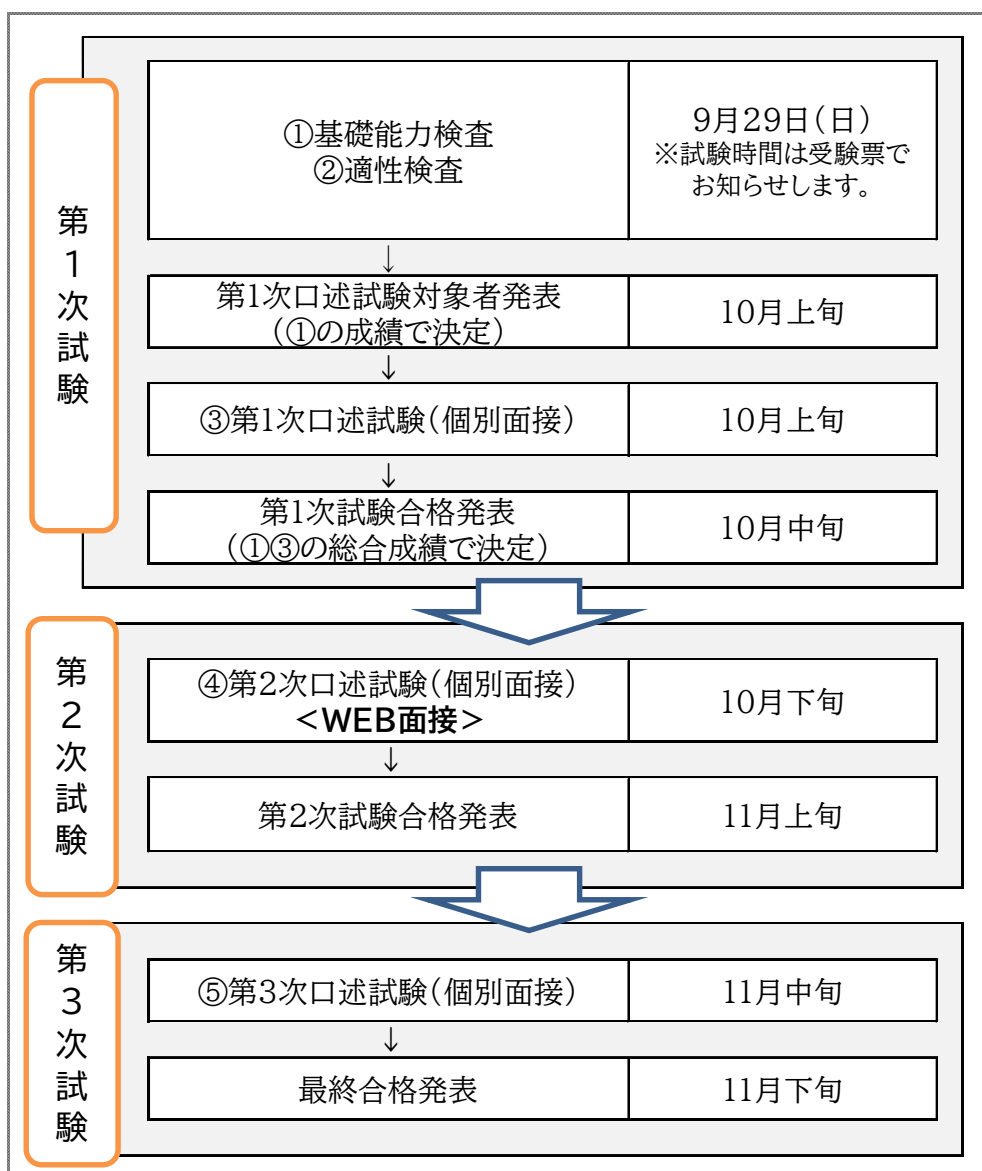 第1次試験
①基礎能力検査
②適性検査
9月29日(日)
※試験時間は受験票で
お知らせします。
↓
第1次口述試験対象者発表
(①の成績で決定)
10月上旬
↓
③第1次口述試験(個別面接)
10月上旬
↓
第1次試験合格発表
(①③の総合成績で決定)
10月中旬
第2次試験
④第2次口述試験(個別面接)
<WEB面接>
10月下旬
↓
第2次試験合格発表
11月上旬
第3次試験
⑤第3次口述試験(個別面接)
11月中旬
↓
最終合格発表
11月下旬